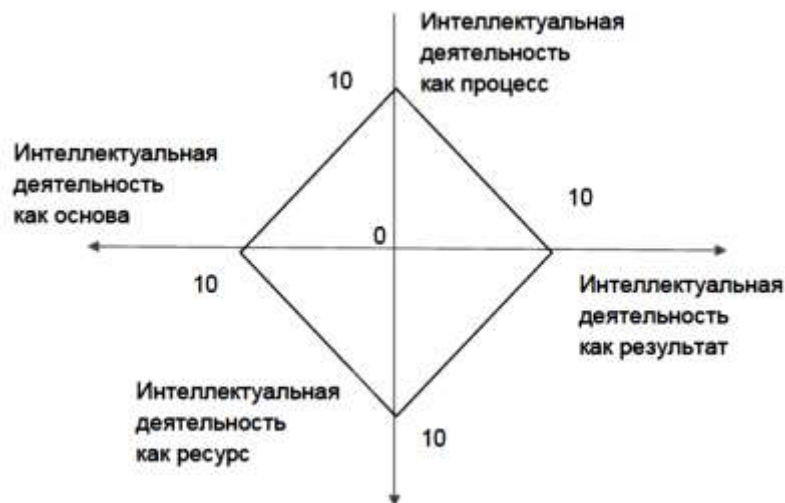 Интеллектуальная
деятельность
как процесс
10
Интеллектуальная
деятельность
как основа
10
0
10
Интеллектуальная
деятельность
как результат
Интеллектуальная
деятельность
как ресурс
10